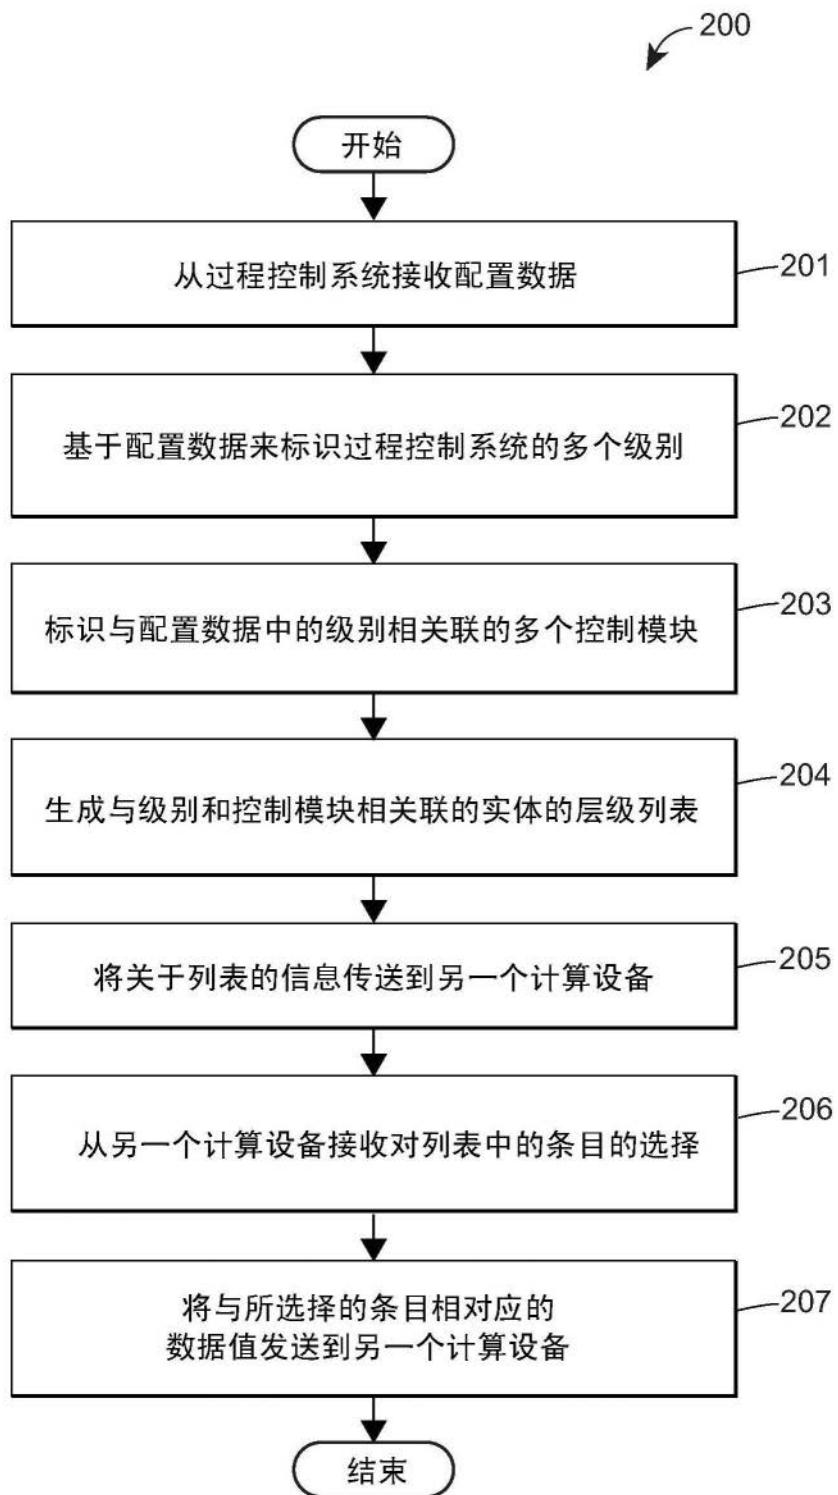 200
开始
从过程控制系统接收配置数据
201
基于配置数据来标识过程控制系统的多个级别
202
标识与配置数据中的级别相关联的多个控制模块
203
生成与级别和控制模块相关联的实体的层级列表
204
将关于列表的信息传送到另一个计算设备
205
从另一个计算设备接收对列表中的条目的选择
206
将与所选择的条目相对应的
数据值发送到另一个计算设备
207
结束